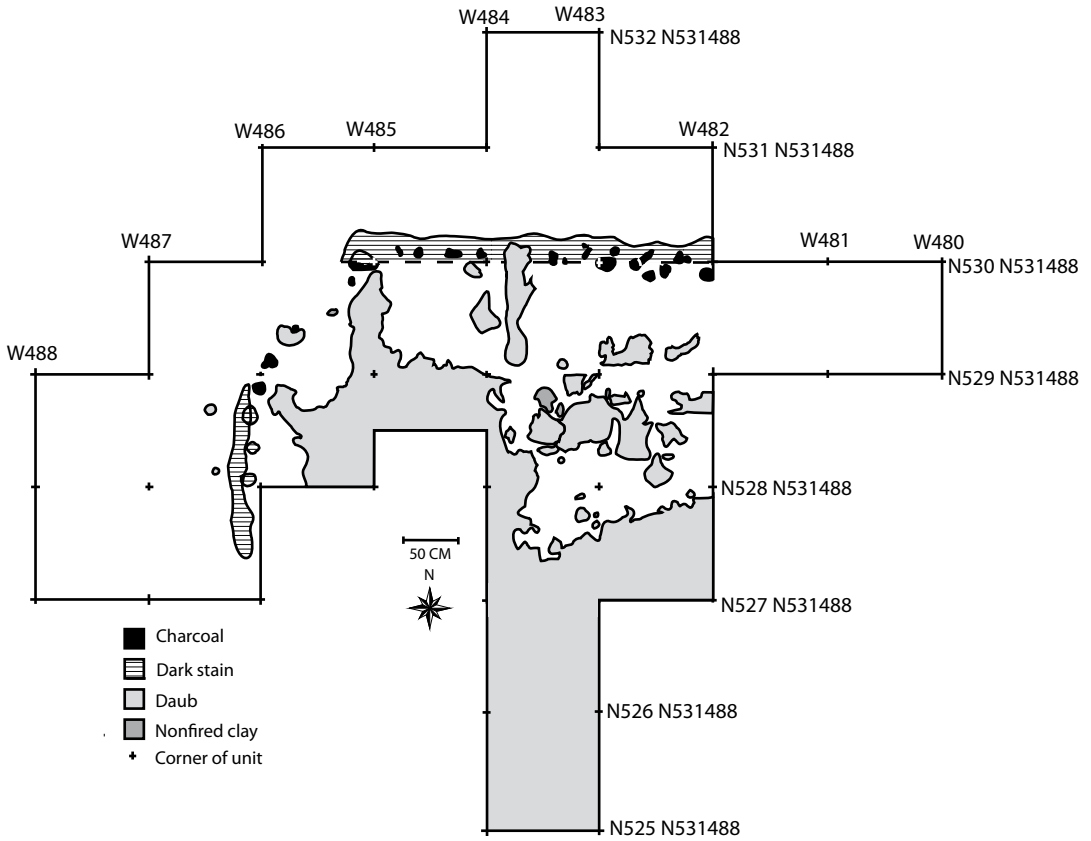 W484
W483
N532 N531488
W486
W485
W482
N531 N531488
W487
W481
W480
N530 N531488
W488
N529 N531488
N528 N531488
50 CM
N
N527 N531488
Charcoal
Dark stain
Daub
N526 N531488
Nonfired clay
Corner of unit
N525 N531488